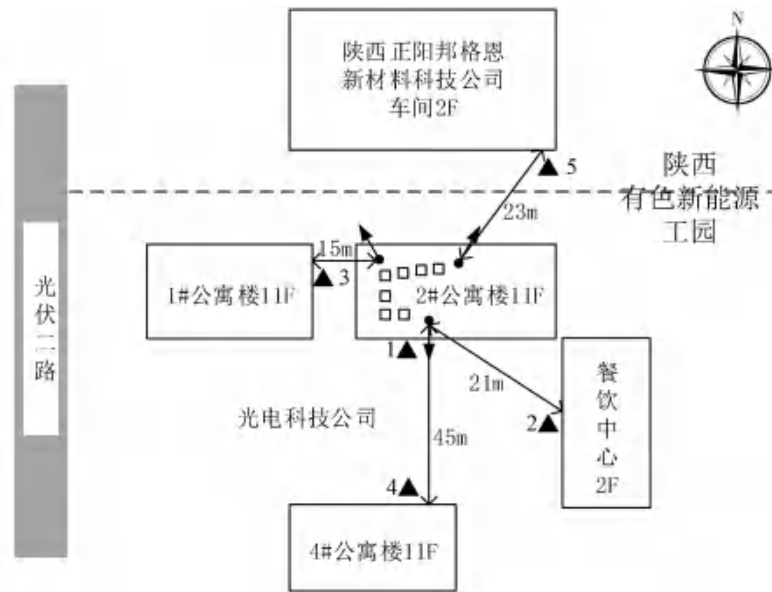 陕西正阳邦格恩
新材料科技公司
车间2F
N
▲5
陕西
有色新能源
工园
23m
15m
▲3
1#公寓楼11F
2#公寓楼11F
光伏二路
1▲
21m
2▲
餐饮中心2F
光电科技公司
45m
4▲
4#公寓楼11F